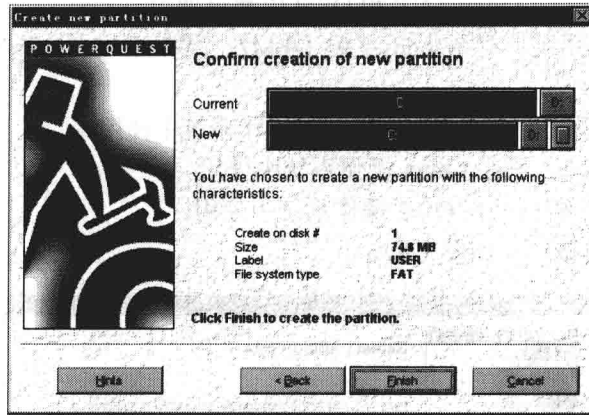 Create new partition
POWERQUEST
Confirm creation of new partition
Current
New
D:
C:
D:
You have chosen to create a new partition with the following
characteristics:
Create on disk # 1
Size 74.8 MB
Label USER
File system type FAT
Click Finish to create the partition.
Hints
< Back
Finish
Cancel